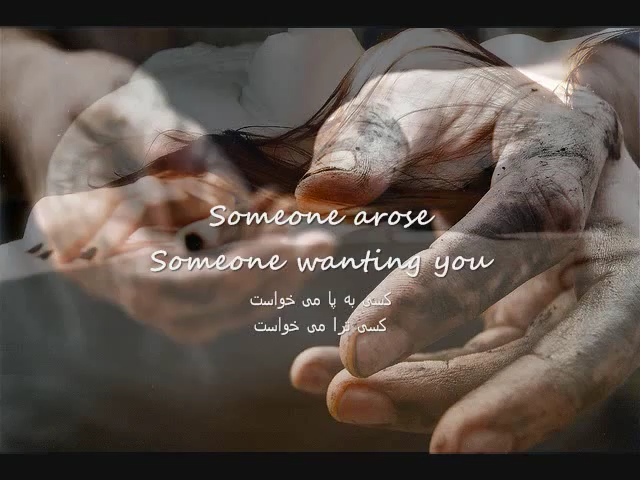 Someone arose
Someone wanting you
کسی به پا می خواست
کسی ترا می خواست